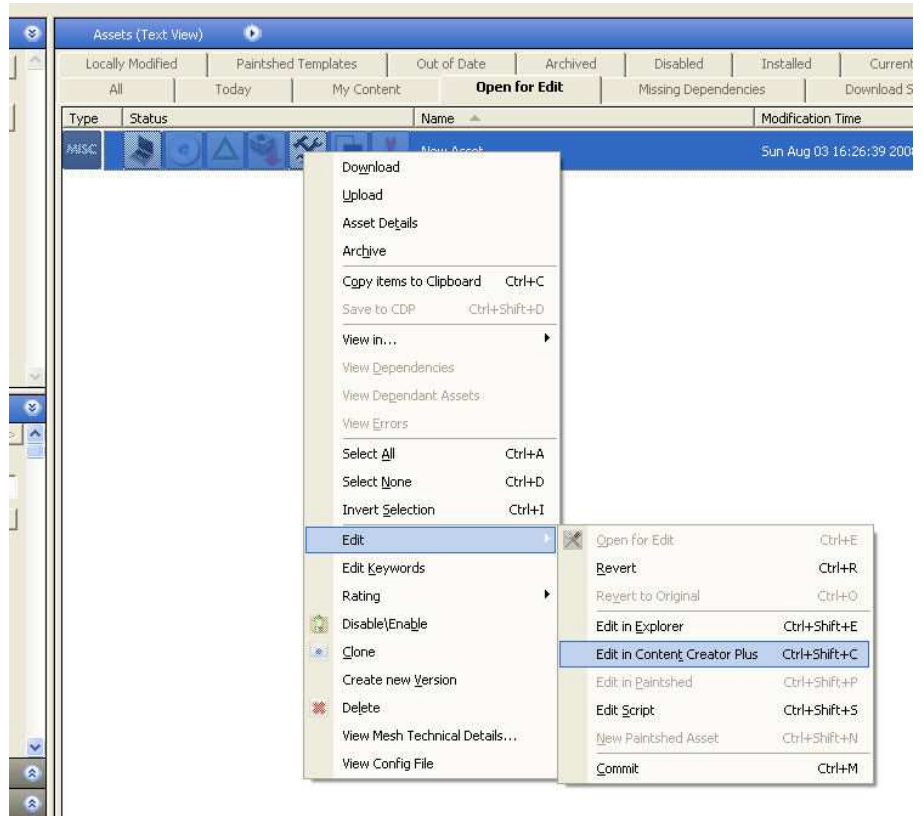 Assets (Text View)
Locally Modified Paintshed Templates Out of Date Archived Disabled Installed Current
All Today My Content Open for Edit Missing Dependencies Download S
Type Status Name Modification Time
MISC New Asset Sun Aug 03 16:26:39 200
Download
Upload
Asset Details
Archive
Copy items to Clipboard Ctrl+C
Save to CDP Ctrl+Shift+D
View in...
View Dependencies
View Dependant Assets
View Errors
Select All Ctrl+A
Select None Ctrl+D
Invert Selection Ctrl+I
Edit
Edit Keywords
Rating
Disable\Enable
Clone
Create new Version
Delete
View Mesh Technical Details...
View Config File
Open for Edit Ctrl+E
Revert Ctrl+R
Revert to Original Ctrl+O
Edit in Explorer Ctrl+Shift+E
Edit in Content Creator Plus Ctrl+Shift+C
Edit in Paintshed Ctrl+Shift+P
Edit Script Ctrl+Shift+S
New Paintshed Asset Ctrl+Shift+N
Commit Ctrl+M